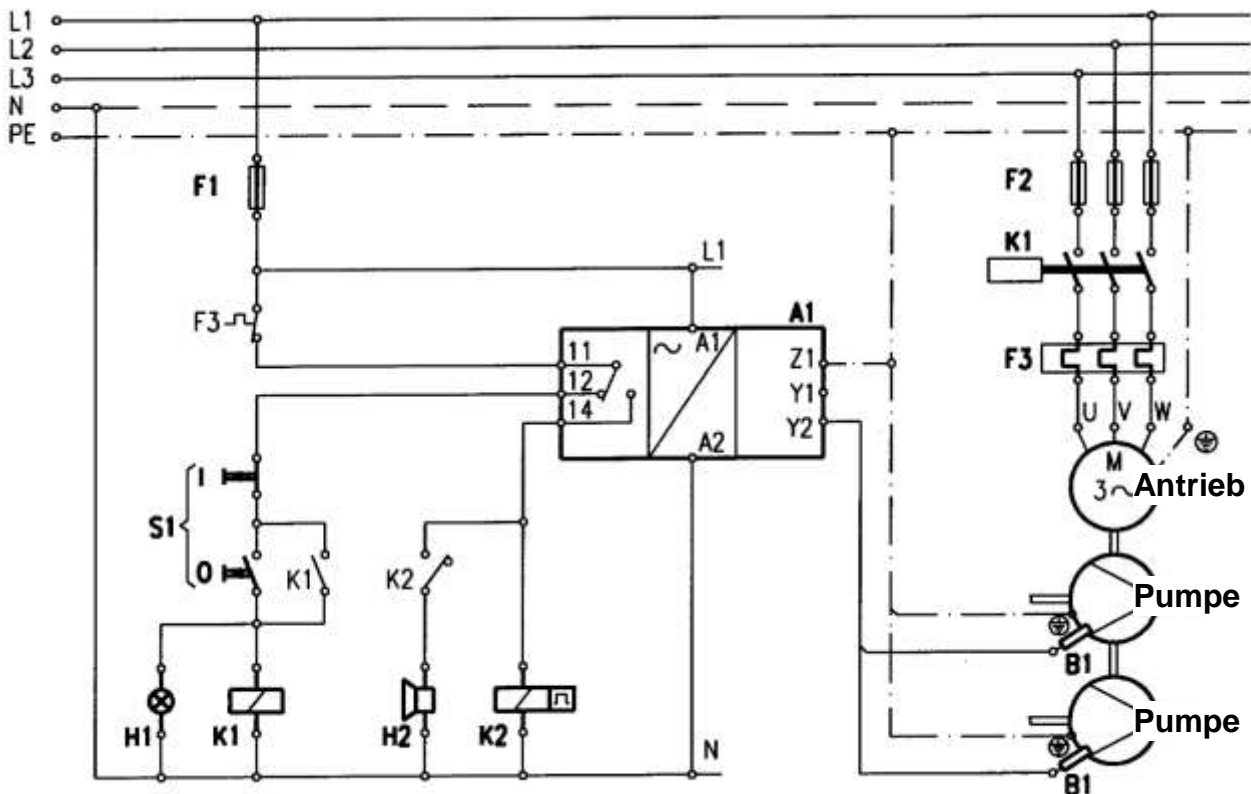 L1
L2
L3
N
PE
F1
F2
K1
L1
F3
A1
F3
11
A1
Z1
12
Y1
14
Y2
A2
U V W
M
3~ Antrieb
I
S1
O
K1
K2
Pumpe
B1
Pumpe
H1
K1
H2
K2
N
B1